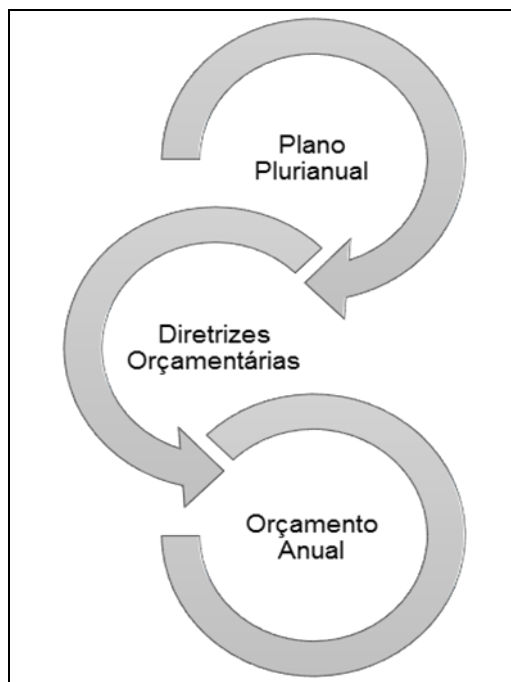 Plano
Plurianual
Diretrizes
Orçamentárias
Orçamento
Anual